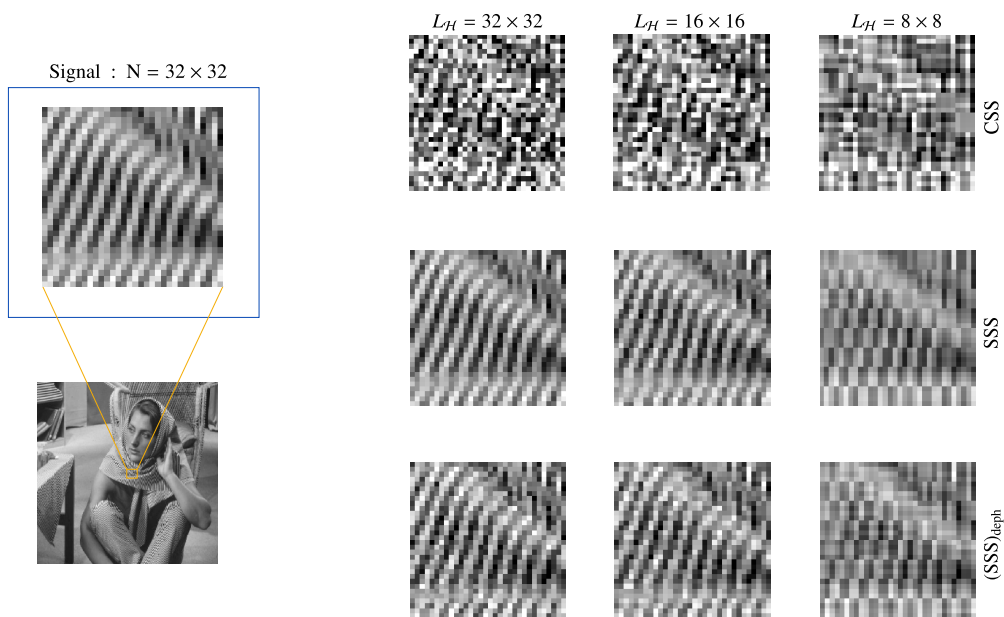 L_ℋ = 32 × 32
L_ℋ = 16 × 16
L_ℋ = 8 × 8
Signal : N = 32 × 32
CSS
SSS
(SSS)_deph